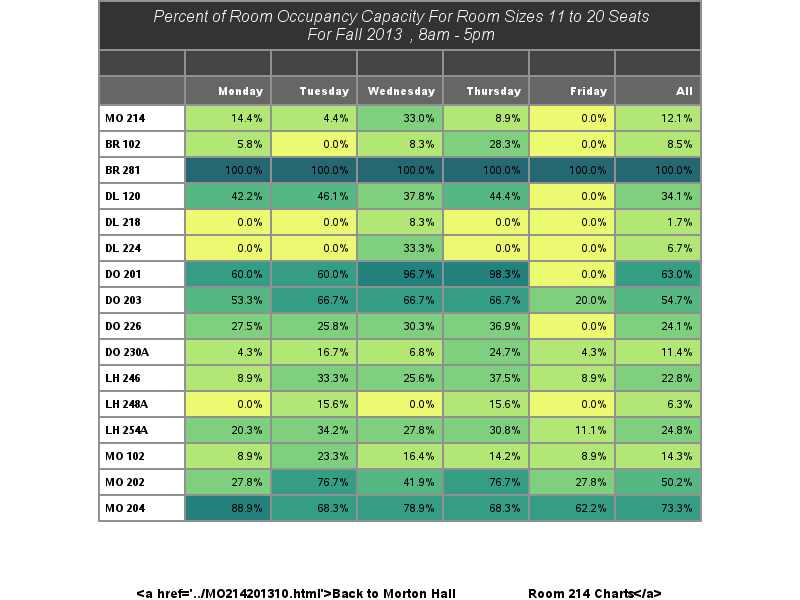 Percent of Room Occupancy Capacity For Room Sizes 11 to 20 Seats
For Fall 2013 , 8am - 5pm
Monday Tuesday Wednesday Thursday Friday All
MO 214 14.4% 4.4% 33.0% 8.9% 0.0% 12.1%
BR 102 5.8% 0.0% 8.3% 28.3% 0.0% 8.5%
BR 281 100.0% 100.0% 100.0% 100.0% 100.0% 100.0%
DL 120 42.2% 46.1% 37.8% 44.4% 0.0% 34.1%
DL 218 0.0% 0.0% 8.3% 0.0% 0.0% 1.7%
DL 224 0.0% 0.0% 33.3% 0.0% 0.0% 6.7%
DO 201 60.0% 60.0% 96.7% 98.3% 0.0% 63.0%
DO 203 53.3% 66.7% 66.7% 66.7% 20.0% 54.7%
DO 226 27.5% 25.8% 30.3% 36.9% 0.0% 24.1%
DO 230A 4.3% 16.7% 6.8% 24.7% 4.3% 11.4%
LH 246 8.9% 33.3% 25.6% 37.5% 8.9% 22.8%
LH 248A 0.0% 15.6% 0.0% 15.6% 0.0% 6.3%
LH 254A 20.3% 34.2% 27.8% 30.8% 11.1% 24.8%
MO 102 8.9% 23.3% 16.4% 14.2% 8.9% 14.3%
MO 202 27.8% 76.7% 41.9% 76.7% 27.8% 50.2%
MO 204 88.9% 68.3% 78.9% 68.3% 62.2% 73.3%
<a href='../MO214201310.html'>Back to Morton Hall Room 214 Charts</a>